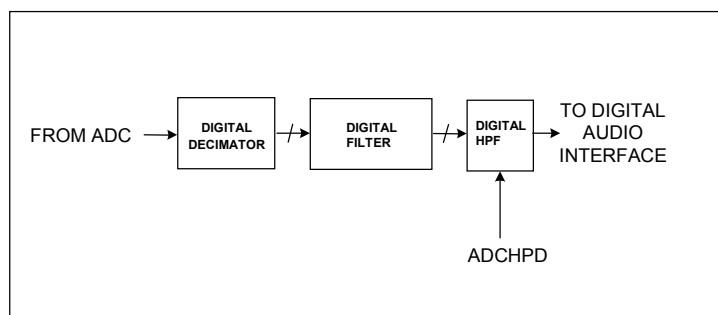 FROM ADC
DIGITAL
DECIMATOR
DIGITAL
FILTER
DIGITAL
HPF
TO DIGITAL
AUDIO
INTERFACE
ADCHPD